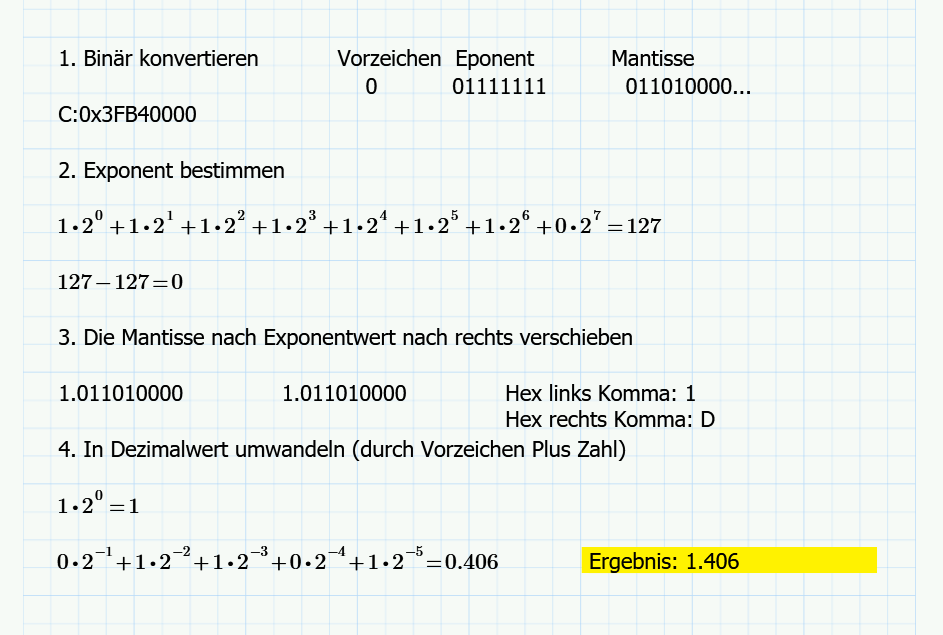 1. Binär konvertieren Vorzeichen Eponent Mantisse
0 01111111 011010000...
C:0x3FB40000
2. Exponent bestimmen
1·2^0+1·2^1+1·2^2+1·2^3+1·2^4+1·2^5+1·2^6+0·2^7=127
127−127=0
3. Die Mantisse nach Exponentwert nach rechts verschieben
1.011010000 1.011010000 Hex links Komma: 1
Hex rechts Komma: D
4. In Dezimalwert umwandeln (durch Vorzeichen Plus Zahl)
1·2^0=1
0·2^−1+1·2^−2+1·2^−3+0·2^−4+1·2^−5=0.406 Ergebnis: 1.406